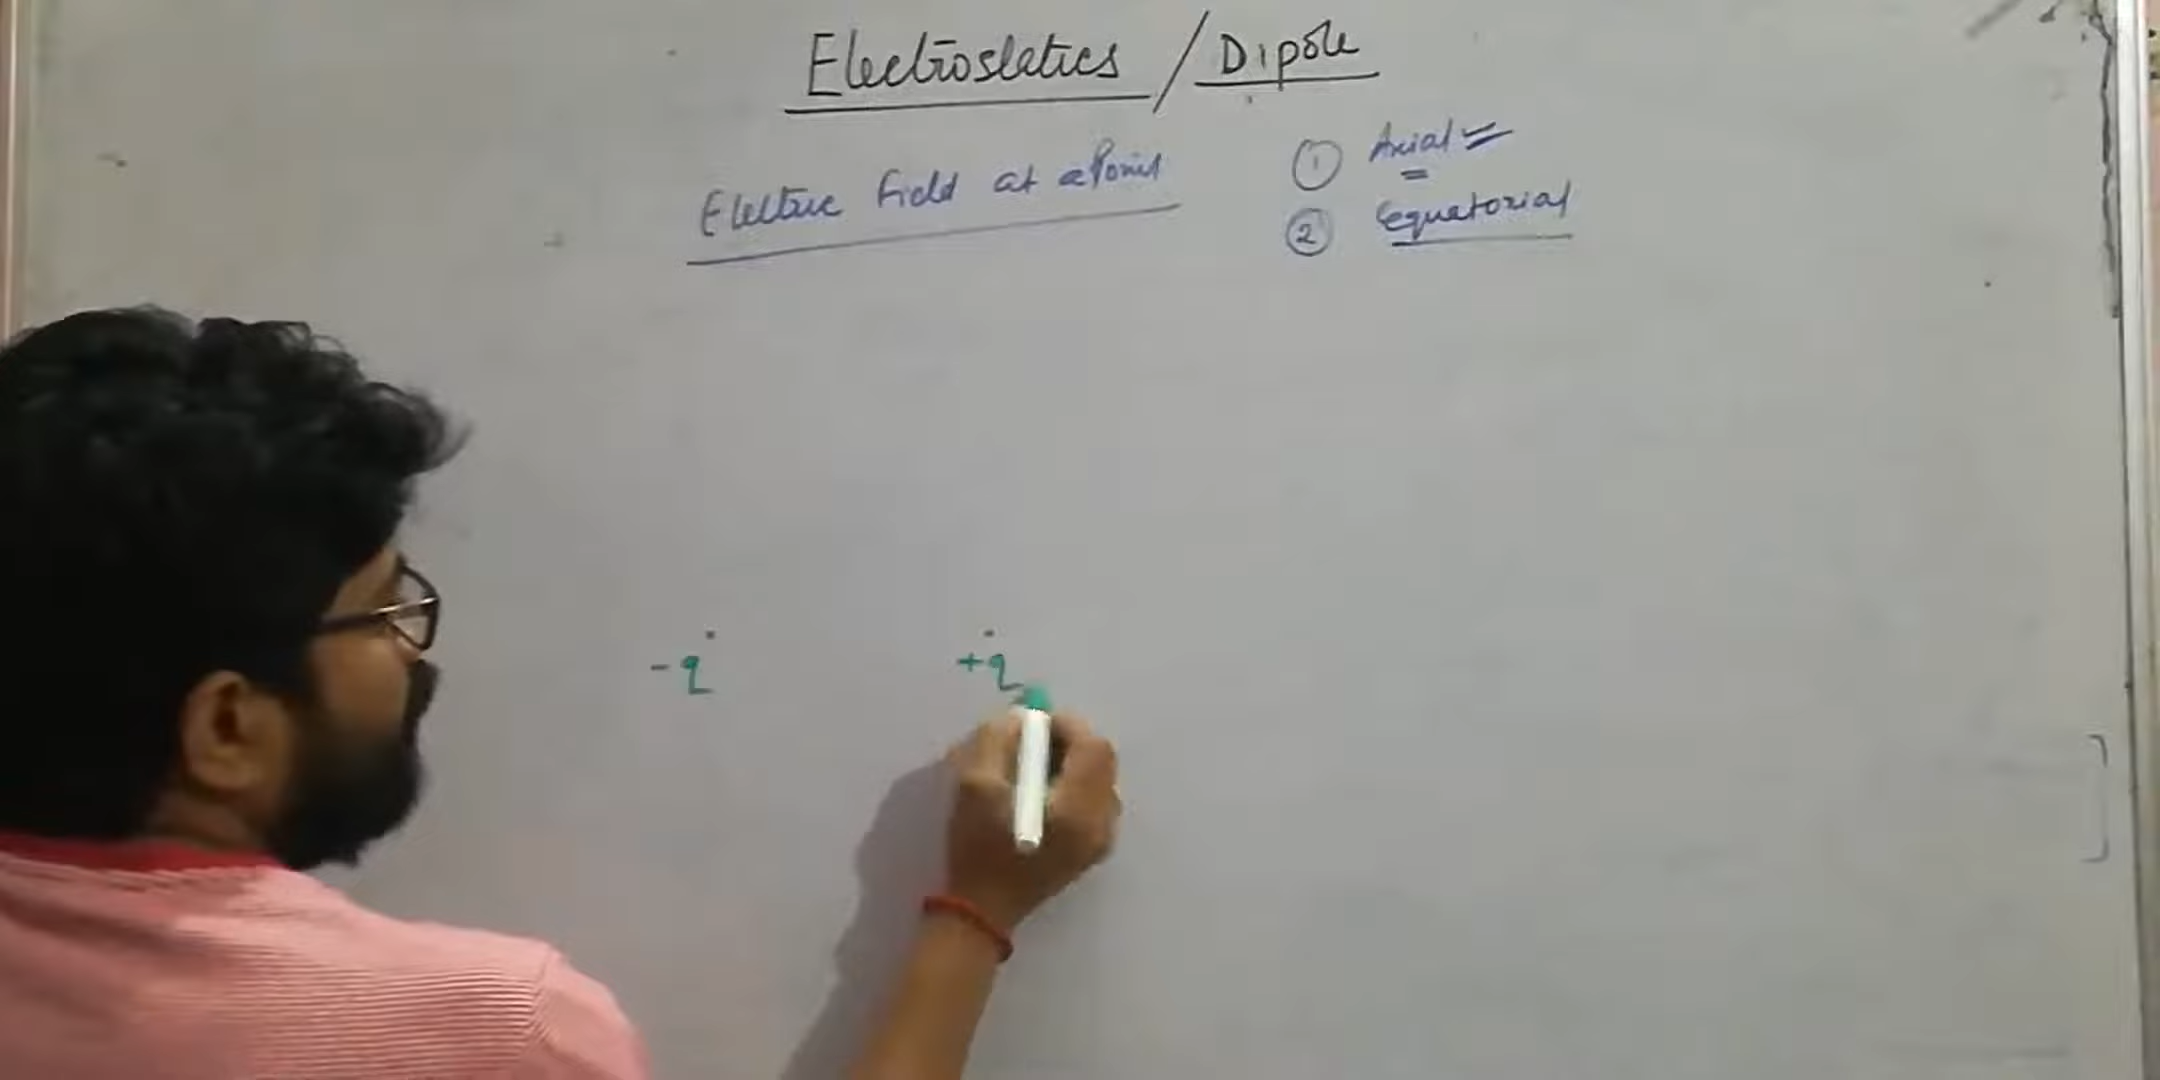 Electrostatics / Dipole
Electric Field at a Point
① Axial
② equatorial
-q +q